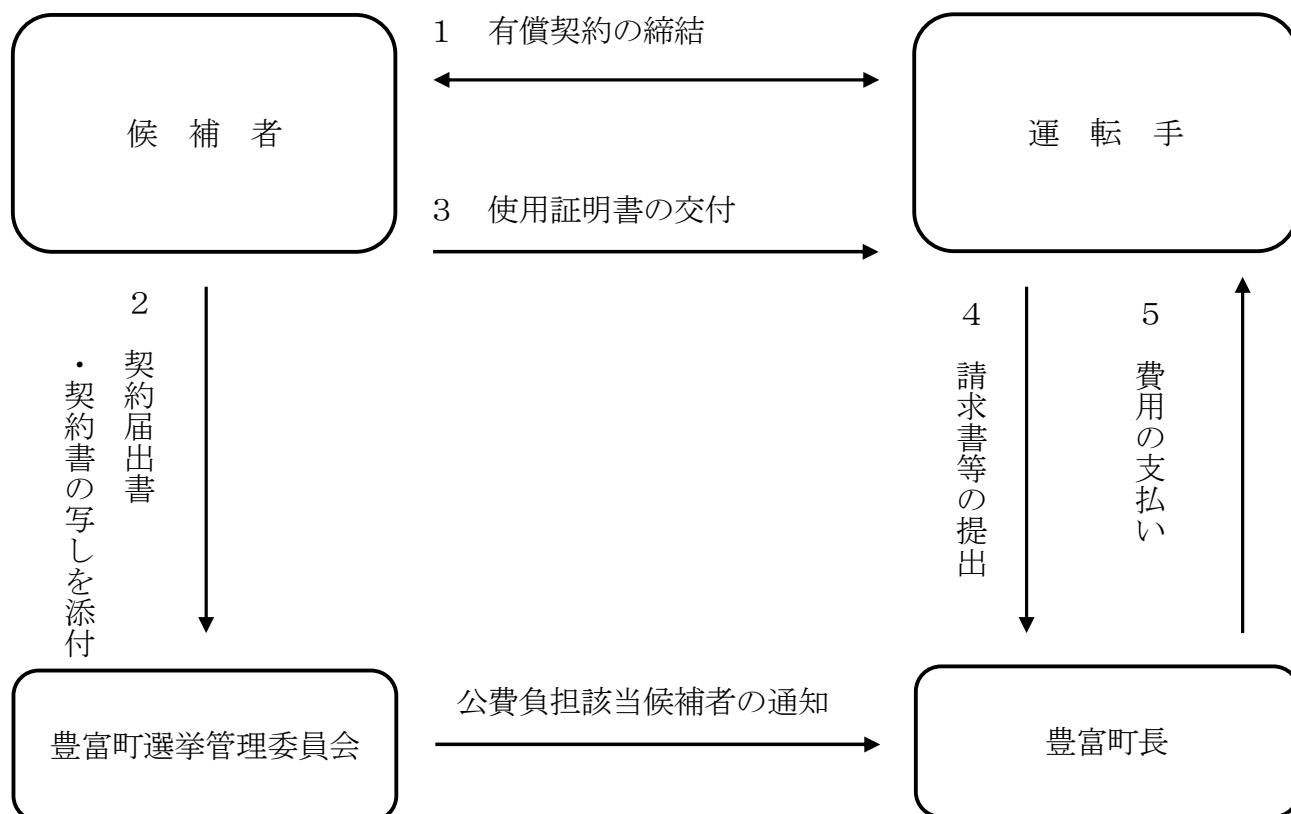 １　有償契約の締結
候　補　者
運　転　手
３　使用証明書の交付
２　契約届出書
・契約書の写しを添付
４　請求書等の提出
５　費用の支払い
公費負担該当候補者の通知
豊富町選挙管理委員会
豊富町長